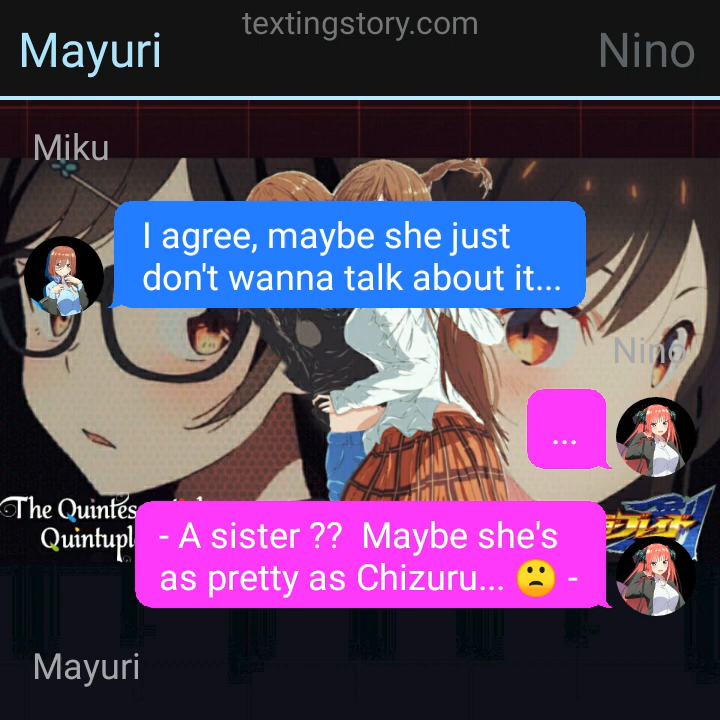 textingstory.com
Mayuri
Nino
Miku
I agree, maybe she just
don't wanna talk about it...
Nino
...
The Quintes
Quintupl
- A sister ??  Maybe she's
as pretty as Chizuru... 🙁 -
Mayuri